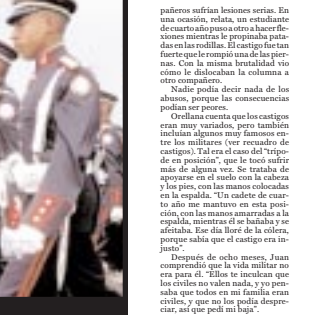 pañeros sufrían lesiones serias. En
una ocasión, relata, un estudiante
de cuarto año puso a otro a hacer fle-
xiones mientras le propinaba pata-
das en las rodillas. El castigo fue tan
fuerte que le rompió una de las pier-
nas. Con la misma brutalidad vio
cómo le dislocaban la columna a
otro compañero.
Nadie podía decir nada de los
abusos, porque las consecuencias
podían ser peores.
Orellana cuenta que los castigos
eran muy variados, pero también
incluían algunos muy famosos en-
tre los militares (ver recuadro de
castigos). Tal era el caso del "trípo-
de en posición", que le tocó sufrir
más de alguna vez. Se trataba de
apoyarse en el suelo con la cabeza
y los pies, con las manos colocadas
en la espalda. "Un cadete de cuar-
to año me mantuvo en esta posi-
ción, con las manos amarradas a la
espalda, mientras él se bañaba y se
afeitaba. Ese día lloré de la cólera,
porque sabía que el castigo era in-
justo".
Después de ocho meses, Juan
comprendió que la vida militar no
era para él. "Ellos te inculcan que
los civiles no valen nada, y yo pen-
saba que todos en mi familia eran
civiles, y que no los podía despre-
ciar, así que pedí mi baja".